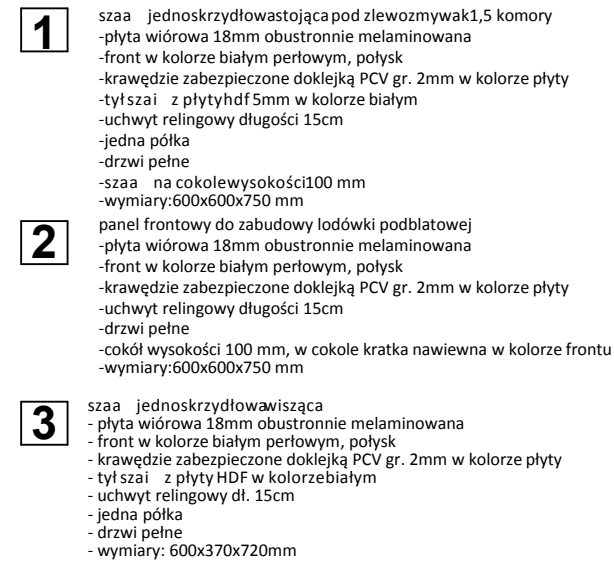 1
szaa jednoskrzydłowastojąca pod zlewozmywak1,5 komory
-płyta wiórowa 18mm obustronnie melaminowana
-front w kolorze białym perłowym, połysk
-krawędzie zabezpieczone doklejką PCV gr. 2mm w kolorze płyty
-tył szai z płytyhdf 5mm w kolorze białym
-uchwyt relingowy długości 15cm
-jedna półka
-drzwi pełne
-szaa na cokolewysokości100 mm
-wymiary:600x600x750 mm
2
panel frontowy do zabudowy lodówki podblatowej
-płyta wiórowa 18mm obustronnie melaminowana
-front w kolorze białym perłowym, połysk
-krawędzie zabezpieczone doklejką PCV gr. 2mm w kolorze płyty
-uchwyt relingowy długości 15cm
-drzwi pełne
-cokół wysokości 100 mm, w cokole kratka nawiewna w kolorze frontu
-wymiary:600x600x750 mm
3
szaa jednoskrzydłowawisząca
- płyta wiórowa 18mm obustronnie melaminowana
- front w kolorze białym perłowym, połysk
- krawędzie zabezpieczone doklejką PCV gr. 2mm w kolorze płyty
- tył szai z płyty HDF w kolorzebiałym
- uchwyt relingowy dł. 15cm
- jedna półka
- drzwi pełne
- wymiary: 600x370x720mm